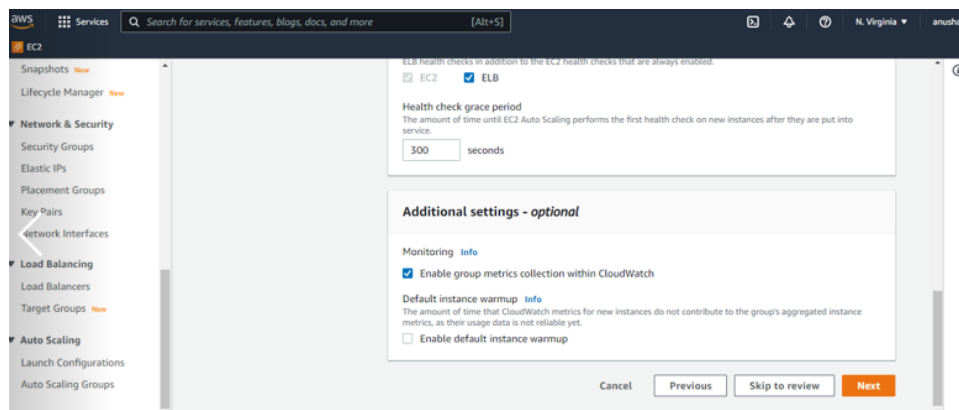 aws
Services
Search for services, features, blogs, docs, and more
[Alt+S]
N. Virginia ▼
anusha
EC2
Snapshots New
Lifecycle Manager New
Network & Security
Security Groups
Elastic IPs
Placement Groups
Key Pairs
Network Interfaces
Load Balancing
Load Balancers
Target Groups New
Auto Scaling
Launch Configurations
Auto Scaling Groups
ELB health checks in addition to the EC2 health checks that are always enabled.
EC2
ELB
Health check grace period
The amount of time until EC2 Auto Scaling performs the first health check on new instances after they are put into
service.
300 seconds
Additional settings - optional
Monitoring Info
Enable group metrics collection within CloudWatch
Default instance warmup Info
The amount of time that CloudWatch metrics for new instances do not contribute to the group's aggregated instance
metrics, as their usage data is not reliable yet.
Enable default instance warmup
Cancel
Previous
Skip to review
Next